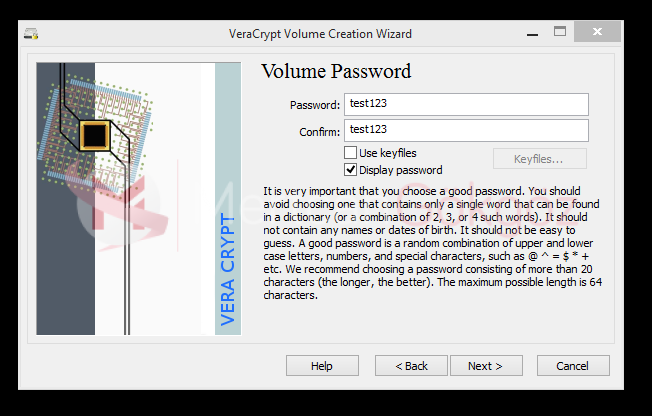 VeraCrypt Volume Creation Wizard
Volume Password
Password: test123
Confirm: test123
Use keyfiles
Keyfiles...
Display password
It is very important that you choose a good password. You should
avoid choosing one that contains only a single word that can be found
in a dictionary (or a combination of 2, 3, or 4 such words). It should
not contain any names or dates of birth. It should not be easy to
guess. A good password is a random combination of upper and lower
case letters, numbers, and special characters, such as @ ^ = $ * +
etc. We recommend choosing a password consisting of more than 20
characters (the longer, the better). The maximum possible length is 64
characters.
VERA CRYPT
Help
< Back
Next >
Cancel